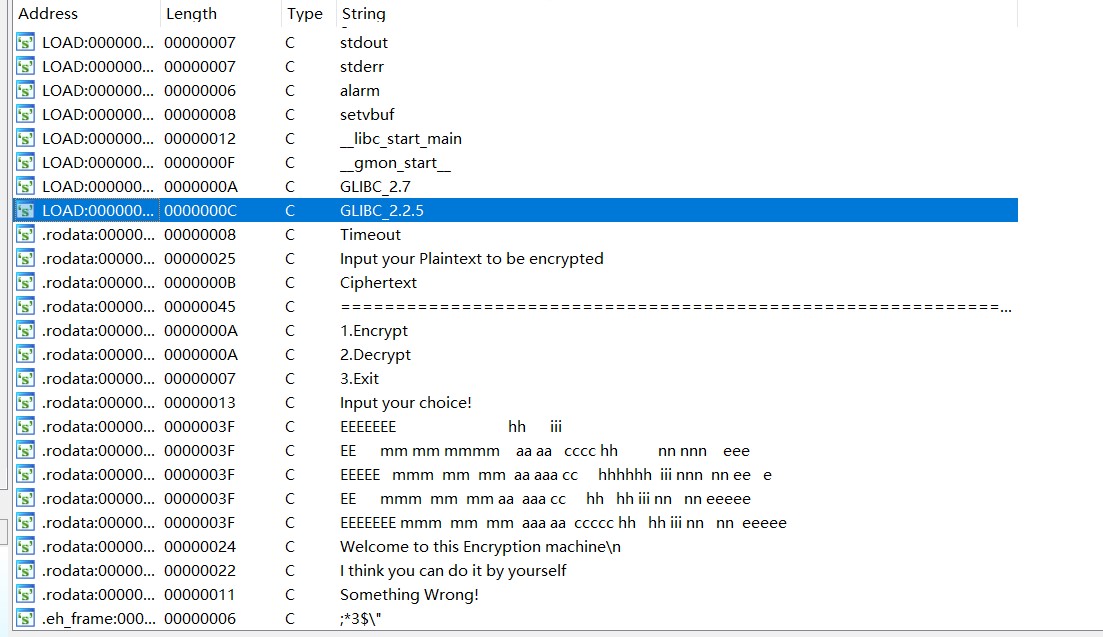 Address Length Type String
LOAD:000000... 00000007 C stdout
LOAD:000000... 00000007 C stderr
LOAD:000000... 00000006 C alarm
LOAD:000000... 00000008 C setvbuf
LOAD:000000... 00000012 C __libc_start_main
LOAD:000000... 0000000F C __gmon_start__
LOAD:000000... 0000000A C GLIBC_2.7
LOAD:000000... 0000000C C GLIBC_2.2.5
.rodata:00000... 00000008 C Timeout
.rodata:00000... 00000025 C Input your Plaintext to be encrypted
.rodata:00000... 0000000B C Ciphertext
.rodata:00000... 00000045 C ============================================================...
.rodata:00000... 0000000A C 1.Encrypt
.rodata:00000... 0000000A C 2.Decrypt
.rodata:00000... 00000007 C 3.Exit
.rodata:00000... 00000013 C Input your choice!
.rodata:00000... 0000003F C EEEEEEE hh iii
.rodata:00000... 0000003F C EE mm mm mmmm aa aa cccc hh nn nnn eee
.rodata:00000... 0000003F C EEEEE mmm mm mm aa aaa cc hhhhhh iii nnn nn ee e
.rodata:00000... 0000003F C EE mmm mm mm aa aaa cc hh hh iii nn nn eeeee
.rodata:00000... 0000003F C EEEEEEE mmm mm mm aaa aa ccccc hh hh iii nn nn eeeee
.rodata:00000... 00000024 C Welcome to this Encryption machine\n
.rodata:00000... 00000022 C I think you can do it by yourself
.rodata:00000... 00000011 C Something Wrong!
.eh_frame:000... 00000006 C ;*3$\"